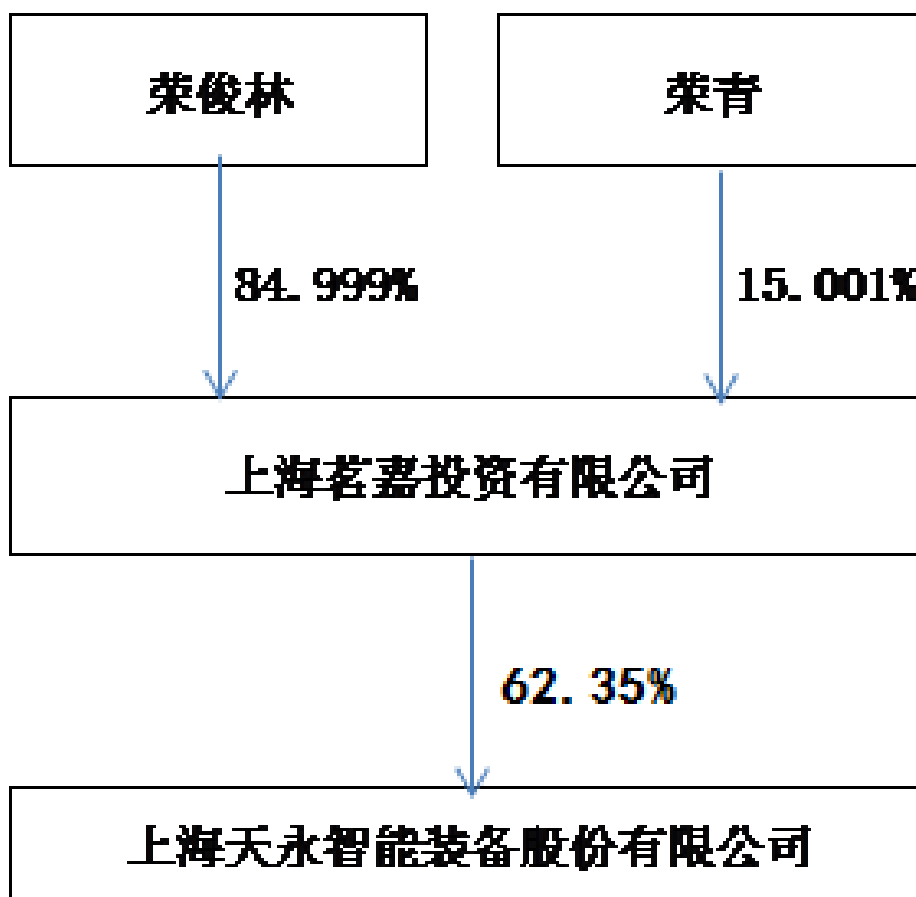 荣俊林
荣青
84.999%
15.001%
上海茗嘉投资有限公司
62.35%
上海天永智能装备股份有限公司